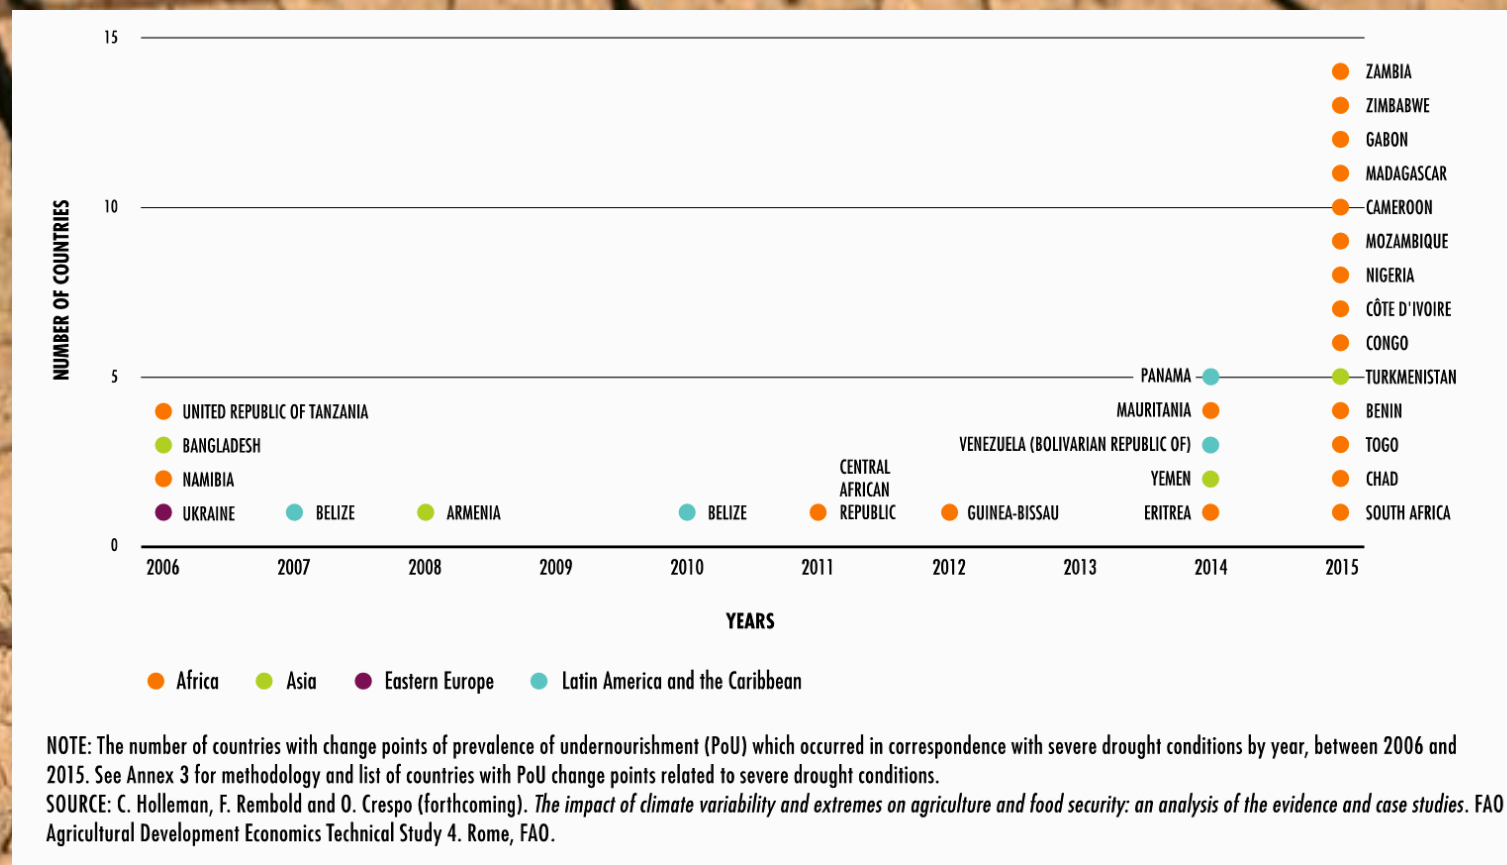 15
ZAMBIA
ZIMBABWE
GABON
MADAGASCAR
10
CAMEROON
MOZAMBIQUE
NIGERIA
CÔTE D'IVOIRE
CONGO
NUMBER OF COUNTRIES
5
PANAMA
TURKMENISTAN
UNITED REPUBLIC OF TANZANIA
MAURITANIA
BENIN
BANGLADESH
VENEZUELA (BOLIVARIAN REPUBLIC OF)
TOGO
NAMIBIA
YEMEN
CHAD
UKRAINE
BELIZE
ARMENIA
BELIZE
CENTRAL
AFRICAN
REPUBLIC
GUINEA-BISSAU
ERITREA
SOUTH AFRICA
0
2006 2007 2008 2009 2010 2011 2012 2013 2014 2015
YEARS
Africa Asia Eastern Europe Latin America and the Caribbean
NOTE: The number of countries with change points of prevalence of undernourishment (PoU) which occurred in correspondence with severe drought conditions by year, between 2006 and
2015. See Annex 3 for methodology and list of countries with PoU change points related to severe drought conditions.
SOURCE: C. Holleman, F. Rembold and O. Crespo (forthcoming). The impact of climate variability and extremes on agriculture and food security: an analysis of the evidence and case studies. FAO
Agricultural Development Economics Technical Study 4. Rome, FAO.